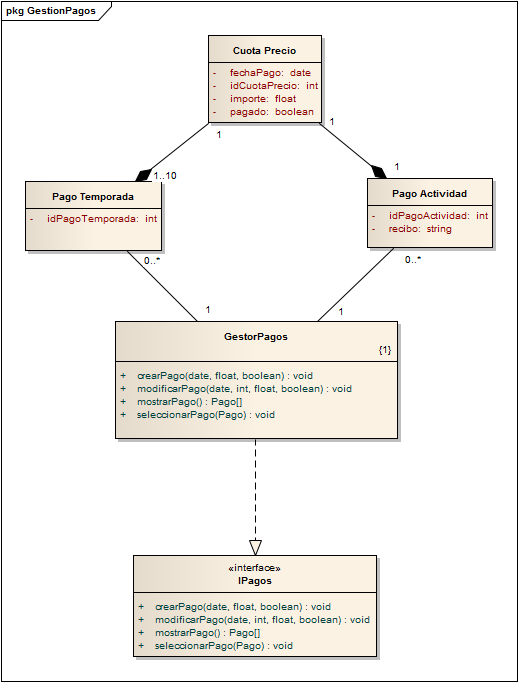 pkg GestionPagos
Cuota Precio
- fechaPago: date
- idCuotaPrecio: int
- importe: float
- pagado: boolean
1
1
1..10
1
Pago Temporada
- idPagoTemporada: int
Pago Actividad
- idPagoActividad: int
- recibo: string
0..*
0..*
1
1
GestorPagos
{1}
+ crearPago(date, float, boolean) : void
+ modificarPago(date, int, float, boolean) : void
+ mostrarPago() : Pago[]
+ seleccionarPago(Pago) : void
«interface»
IPagos
+ crearPago(date, float, boolean) : void
+ modificarPago(date, int, float, boolean) : void
+ mostrarPago() : Pago[]
+ seleccionarPago(Pago) : void